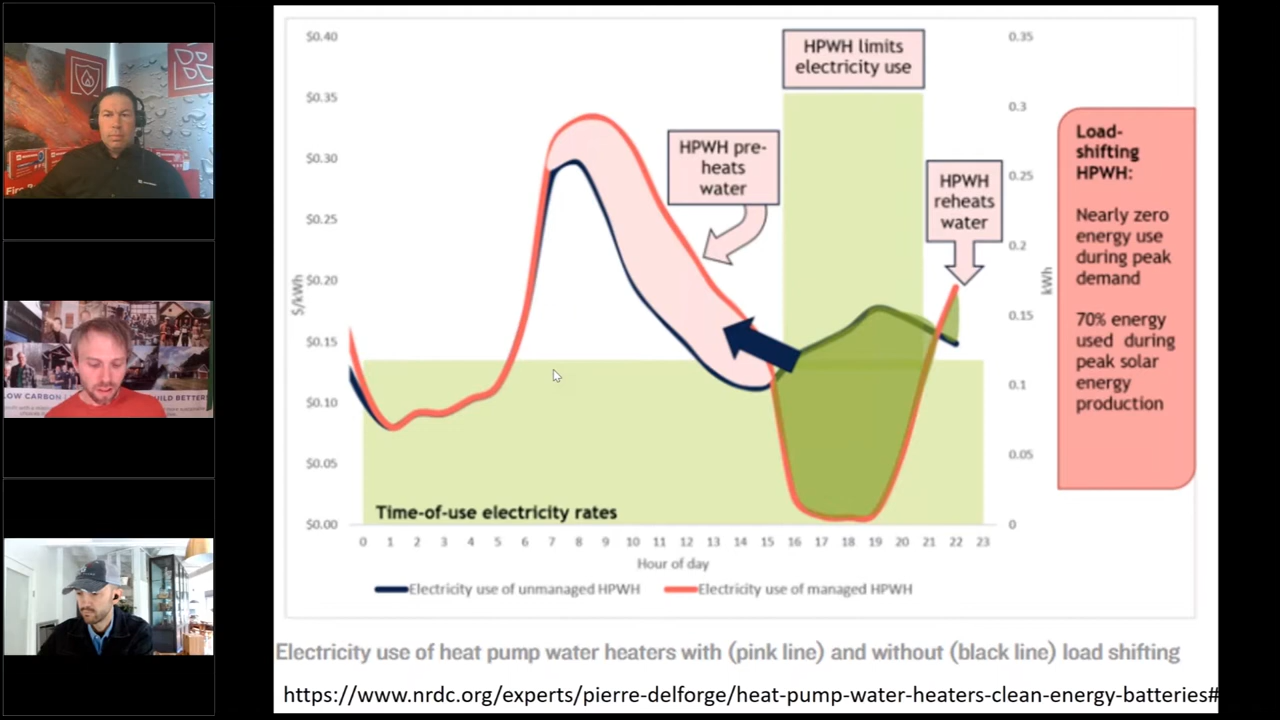 $0.40
$0.35
$0.30
$0.25
$0.20
$0.15
$0.10
$0.05
$0.00
$/kWh
HPWH limits
electricity use
HPWH pre-
heats
water
HPWH
reheats
water
0.35
0.3
0.25
0.2
0.15
0.1
0.05
0
kWh
Load-
shifting
HPWH:
Nearly zero
energy use
during peak
demand
70% energy
used during
peak solar
energy
production
Time-of-use electricity rates
0 1 2 3 4 5 6 7 8 9 10 11 12 13 14 15 16 17 18 19 20 21 22 23
Hour of day
Electricity use of unmanaged HPWH
Electricity use of managed HPWH
Electricity use of heat pump water heaters with (pink line) and without (black line) load shifting
https://www.nrdc.org/experts/pierre-delforge/heat-pump-water-heaters-clean-energy-batteries#
LOW CARBON
BUILD BETTER